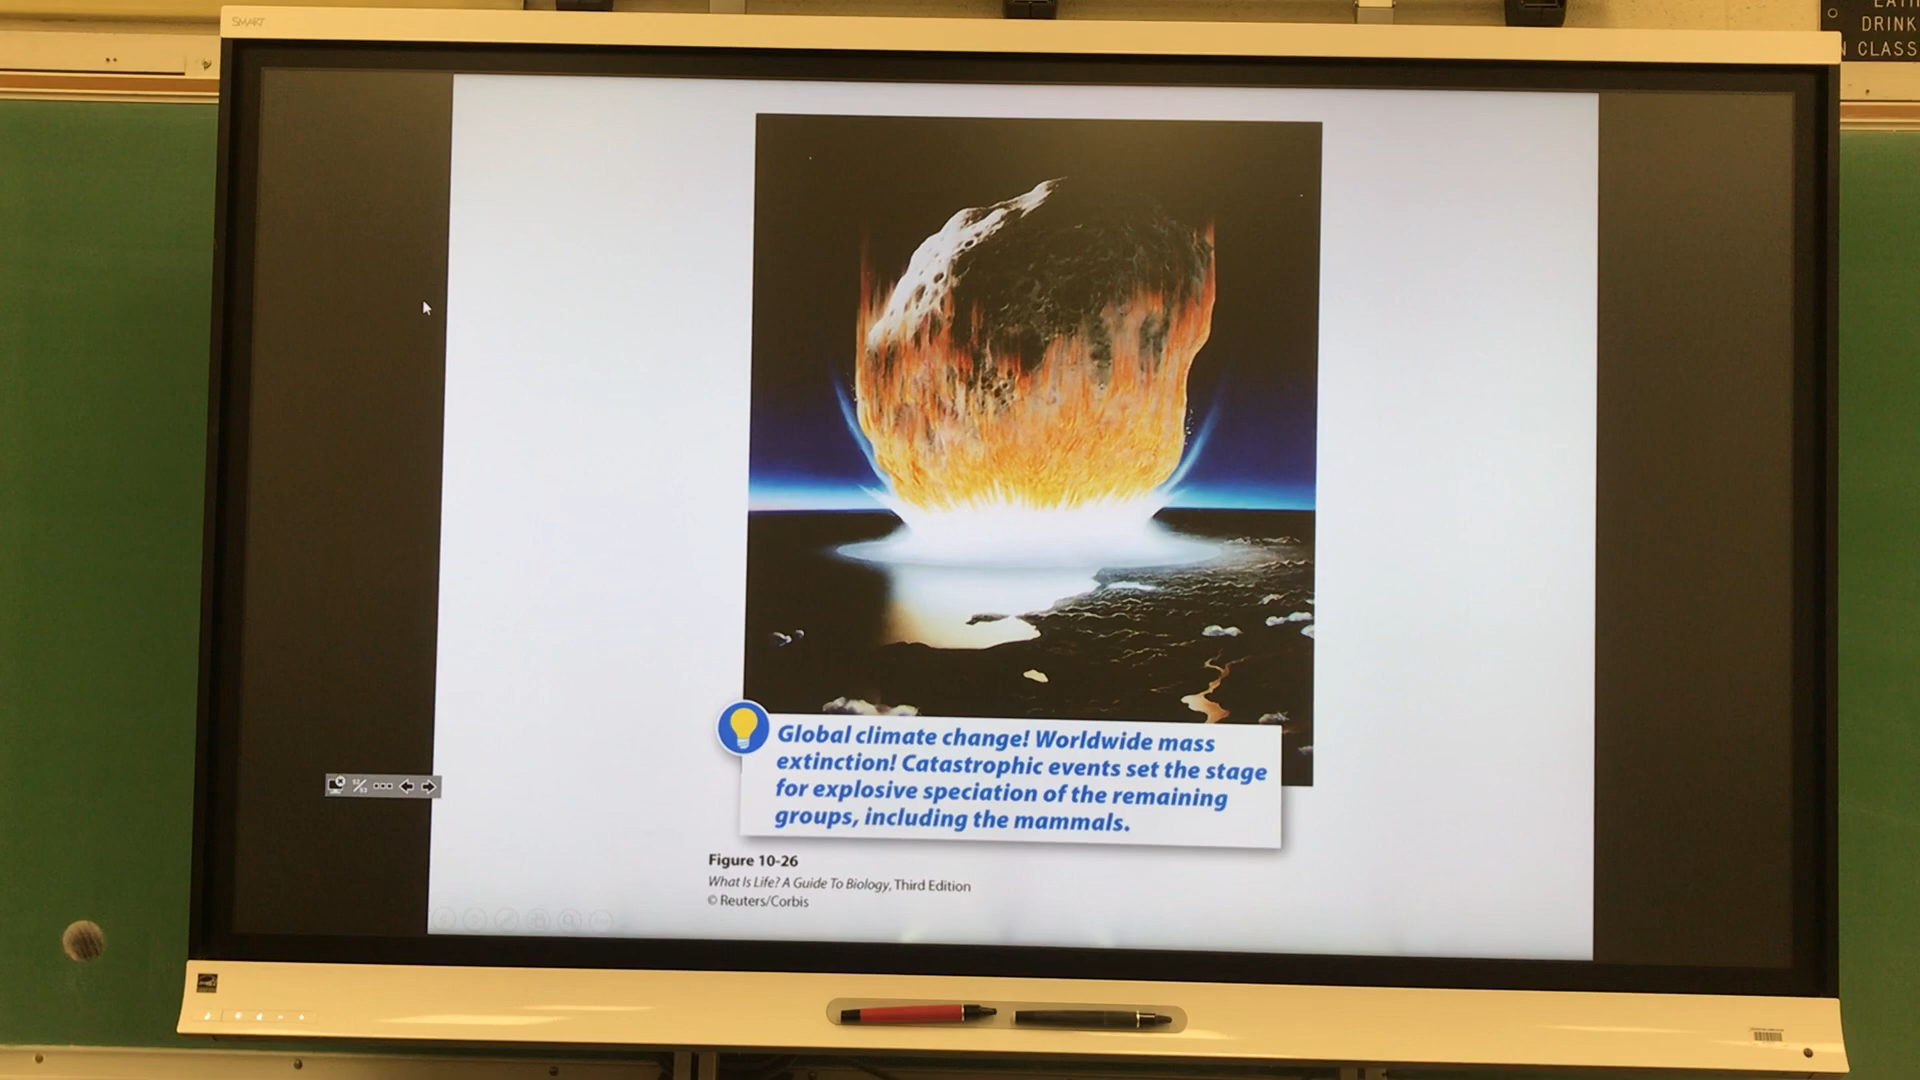 SMART
DRINK
CLASS
Global climate change! Worldwide mass
extinction! Catastrophic events set the stage
for explosive speciation of the remaining
groups, including the mammals.
Figure 10-26
What Is Life? A Guide To Biology, Third Edition
© Reuters/Corbis